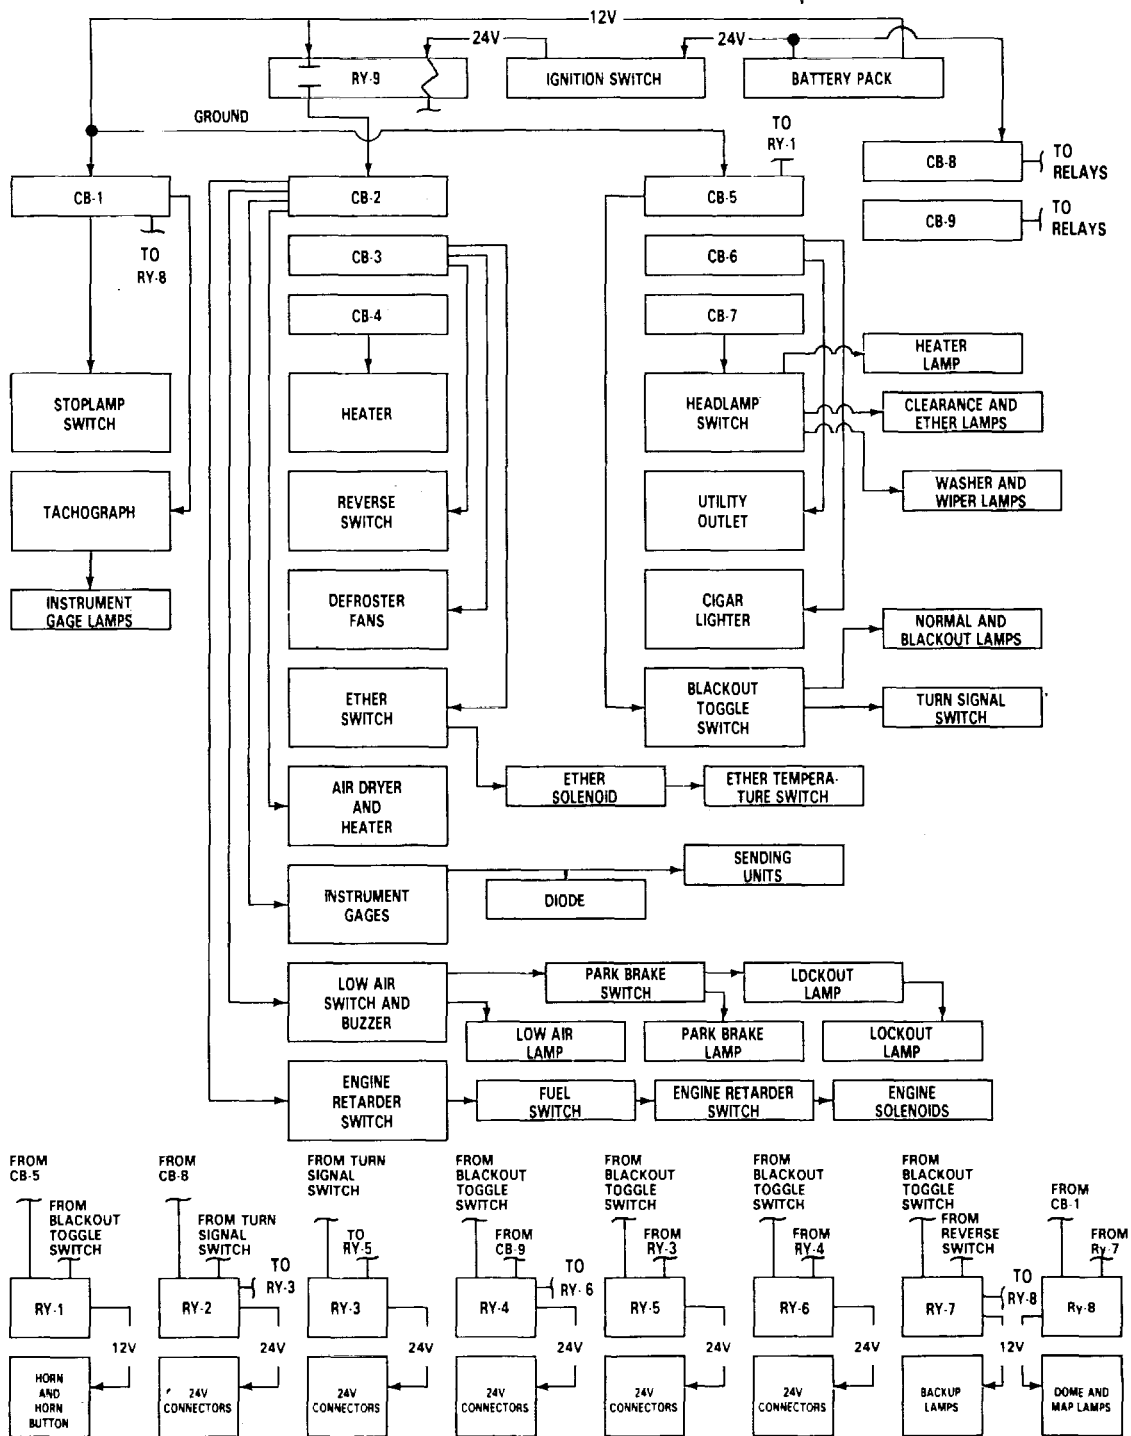 12V
24V
24V
RY-9
IGNITION SWITCH
BATTERY PACK
GROUND
TO
RY-1
CB-1
CB-2
CB-5
CB-8
TO
RELAYS
CB-9
TO
RELAYS
TO
RY-8
CB-3
CB-6
CB-4
CB-7
HEATER
LAMP
STOPLAMP
SWITCH
HEATER
HEADLAMP
SWITCH
CLEARANCE AND
ETHER LAMPS
TACHOGRAPH
REVERSE
SWITCH
UTILITY
OUTLET
WASHER AND
WIPER LAMPS
INSTRUMENT
GAGE LAMPS
DEFROSTER
FANS
CIGAR
LIGHTER
NORMAL AND
BLACKOUT LAMPS
ETHER
SWITCH
BLACKOUT
TOGGLE
SWITCH
TURN SIGNAL
SWITCH
AIR DRYER
AND
HEATER
ETHER
SOLENOID
ETHER TEMPERA-
TURE SWITCH
INSTRUMENT
GAGES
DIODE
SENDING
UNITS
LOW AIR
SWITCH AND
BUZZER
PARK BRAKE
SWITCH
LOCKOUT
LAMP
LOW AIR
LAMP
PARK BRAKE
LAMP
LOCKOUT
LAMP
ENGINE
RETARDER
SWITCH
FUEL
SWITCH
ENGINE RETARDER
SWITCH
ENGINE
SOLENOIDS
FROM
CB-5
FROM
BLACKOUT
TOGGLE
SWITCH
RY-1
12V
HORN
AND
HORN
BUTTON
FROM
CB-8
FROM TURN
SIGNAL
SWITCH
TO
RY-3
RY-2
24V
24V
CONNECTORS
FROM TURN
SIGNAL
SWITCH
TO
RY-5
RY-3
24V
24V
CONNECTORS
FROM
BLACKOUT
TOGGLE
SWITCH
FROM
CB-9
TO
RY-6
RY-4
24V
24V
CONNECTORS
FROM
BLACKOUT
TOGGLE
SWITCH
FROM
RY-3
RY-5
24V
24V
CONNECTORS
FROM
BLACKOUT
TOGGLE
SWITCH
FROM
RY-4
RY-6
24V
24V
CONNECTORS
FROM
BLACKOUT
TOGGLE
SWITCH
FROM
REVERSE
SWITCH
TO
RY-8
RY-7
12V
BACKUP
LAMPS
FROM
CB-1
FROM
Ry-7
Ry-8
DOME AND
MAP LAMPS